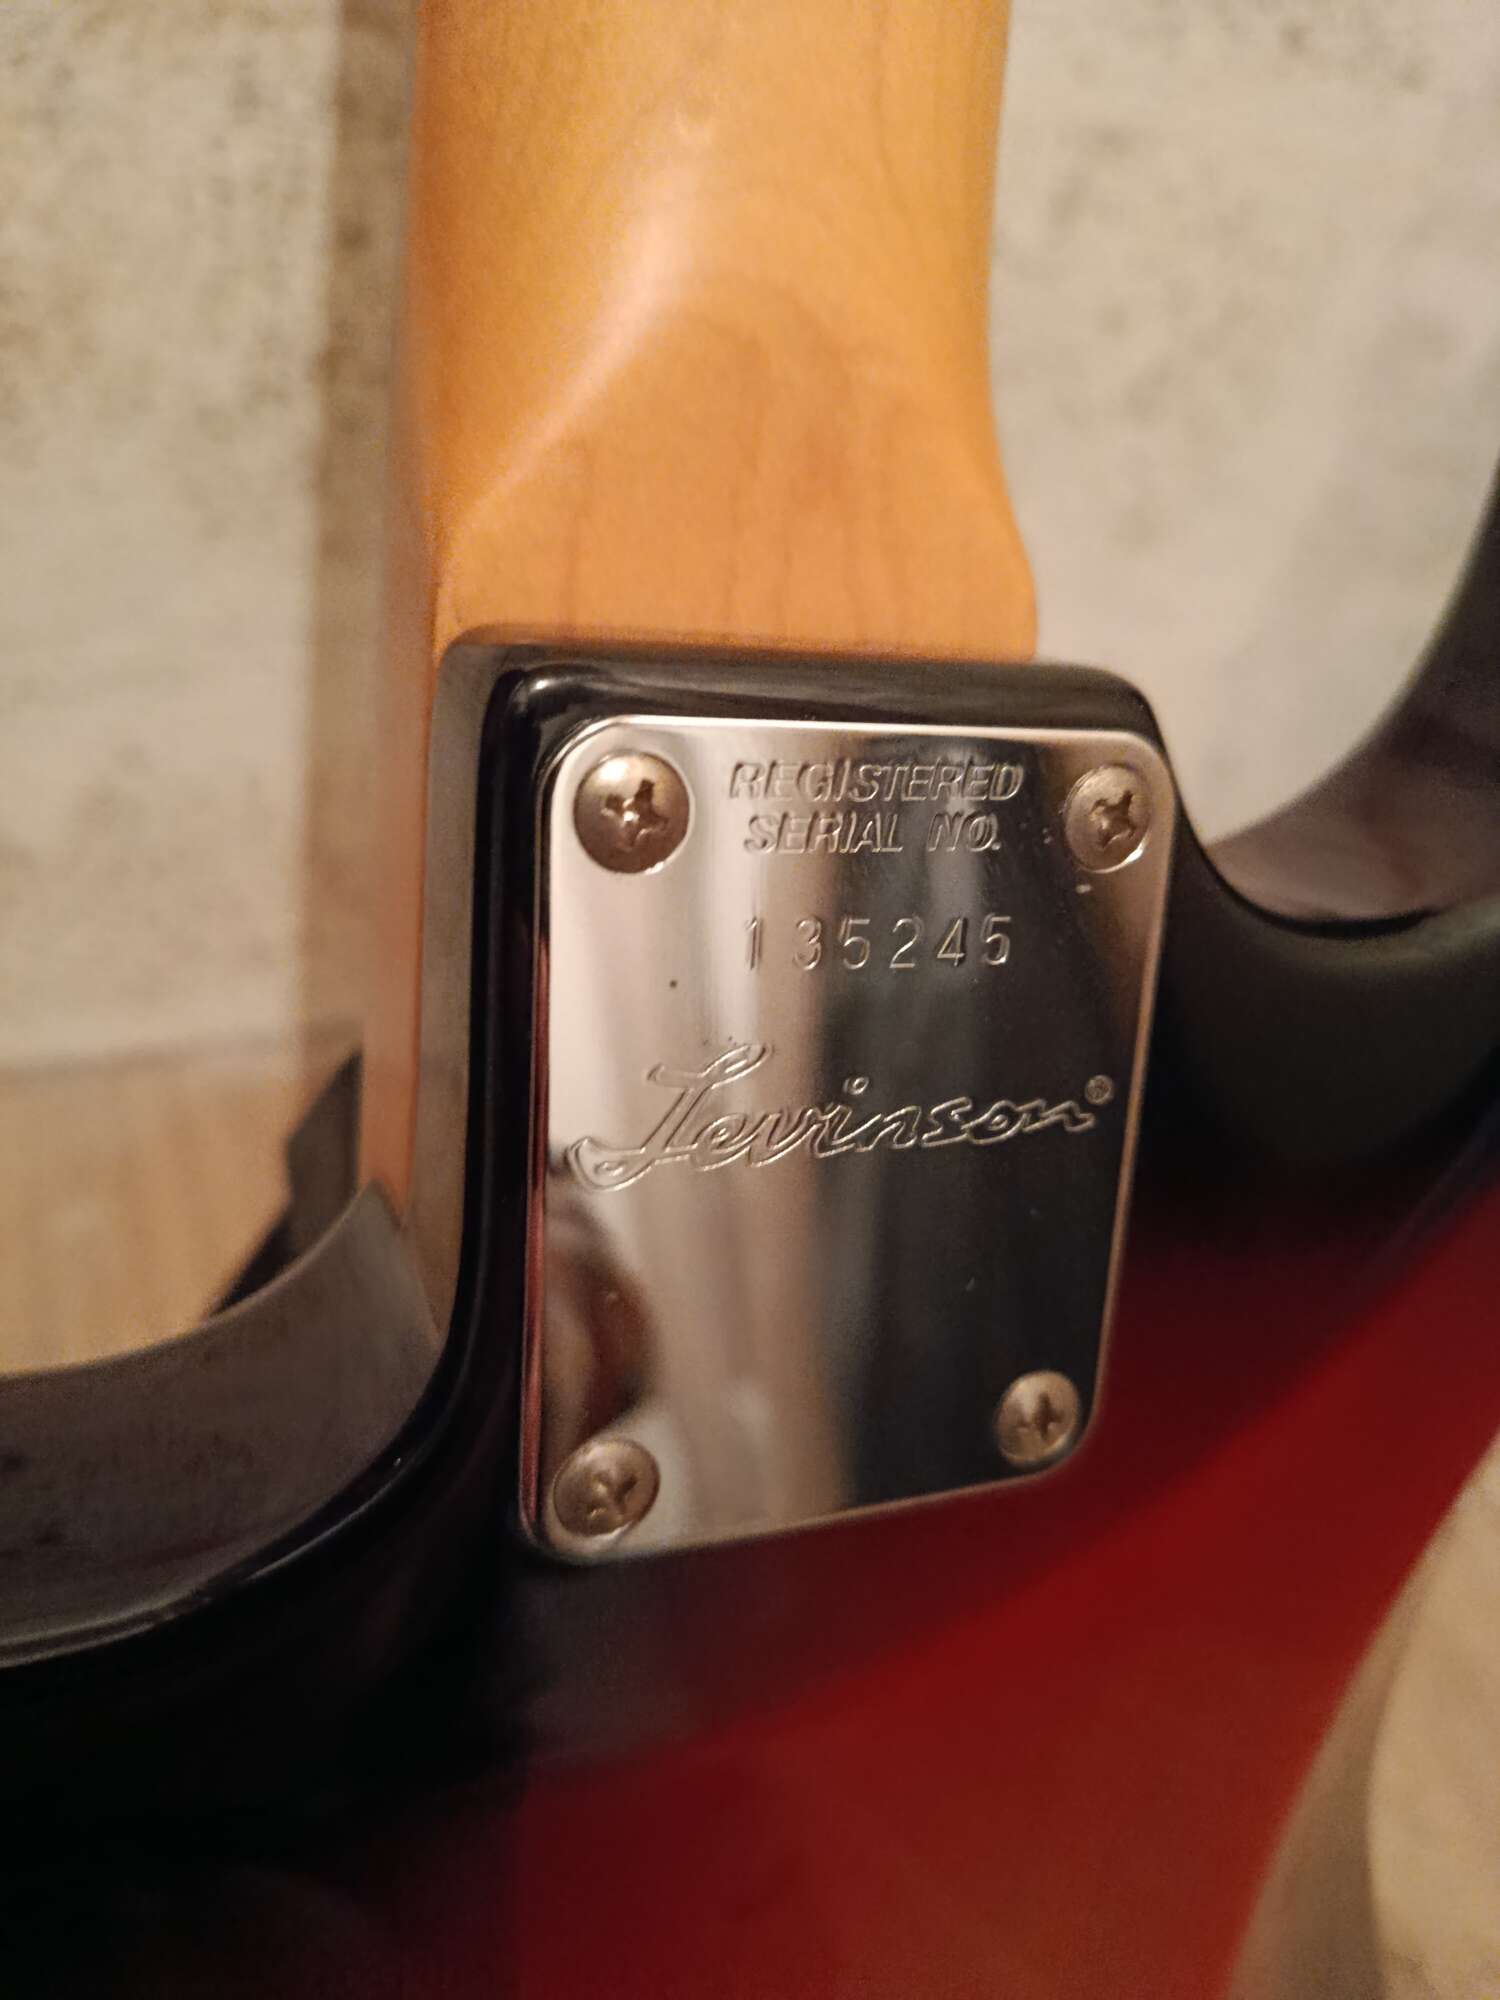 REGISTERED
SERIAL NO.
135245
Levinson®